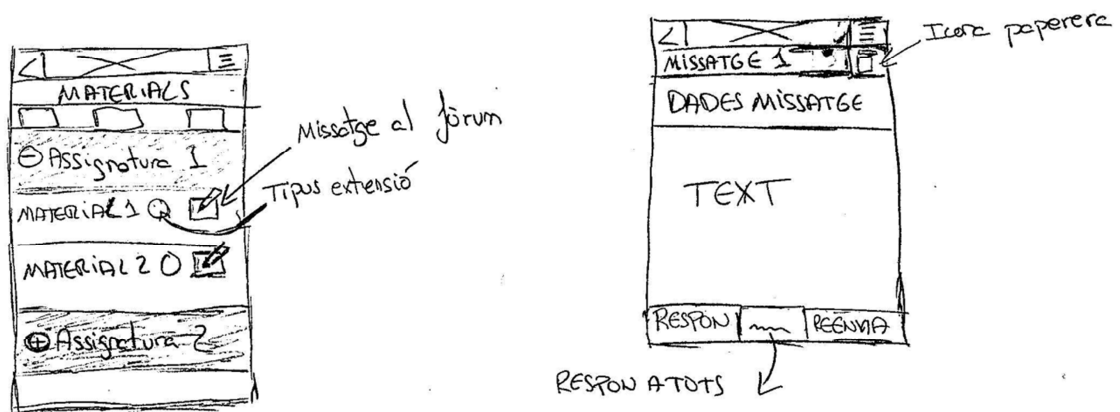 MATERIALS
Assignatura 1
MATERIAL 1
MATERIAL 2
Assignatura 2
Missatge al fòrum
Tipus extensió
MISSATGE 1
DADES MISSATGE
TEXT
RESPON
REENVIA
Icona paperera
RESPON A TOTS